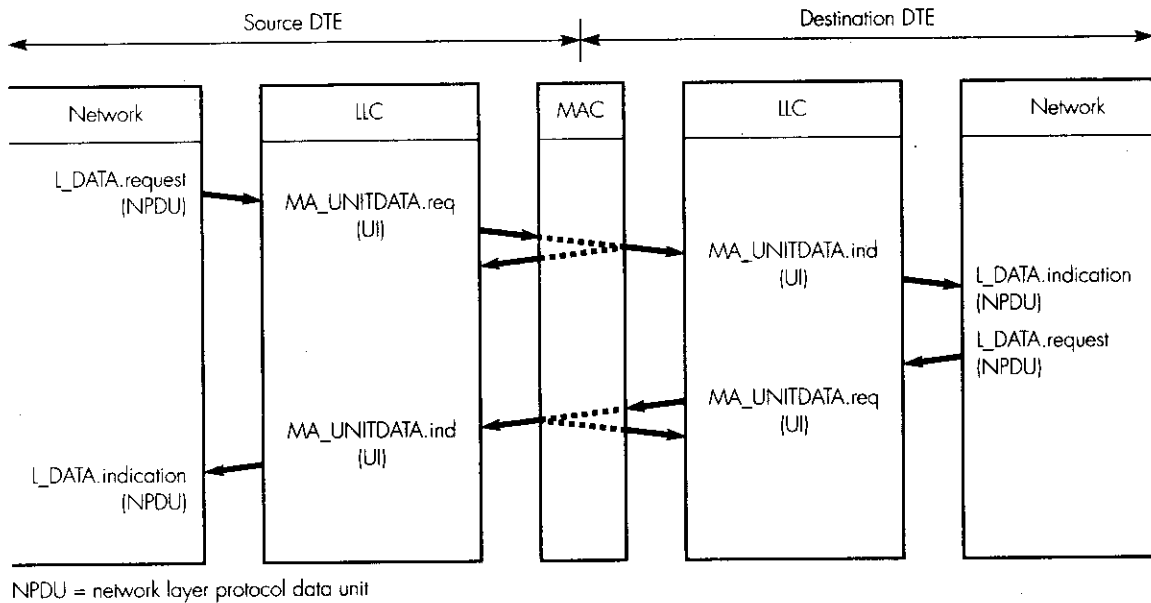 Source DTE
Destination DTE
Network
LLC
MAC
LLC
Network
L_DATA.request
(NPDU)
MA_UNITDATA.req
(UI)
MA_UNITDATA.ind
(UI)
L_DATA.indication
(NPDU)
L_DATA.request
(NPDU)
MA_UNITDATA.req
(UI)
MA_UNITDATA.ind
(UI)
L_DATA.indication
(NPDU)
NPDU = network layer protocol data unit